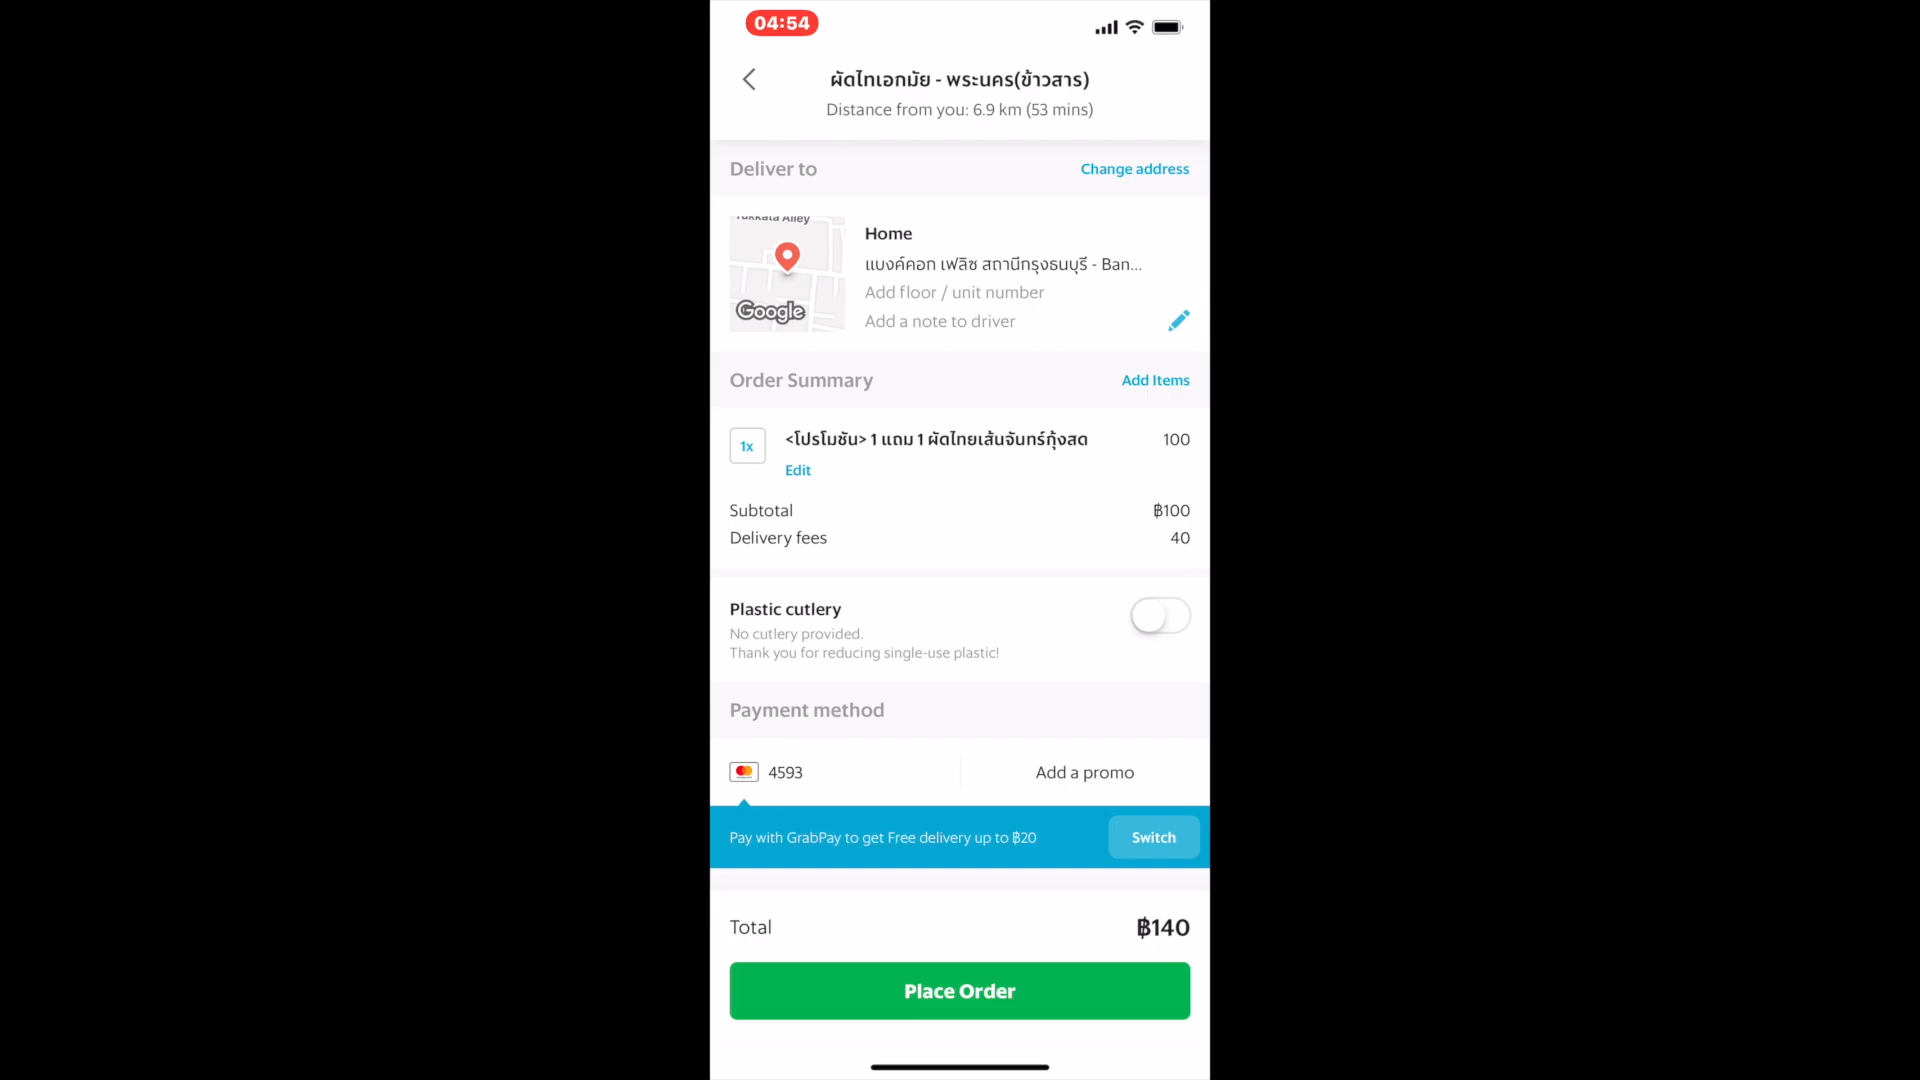 04:54
ผัดไทเอกมัย - พระนคร(ข้าวสาร)
Distance from you: 6.9 km (53 mins)
Deliver to
Change address
Tukkata Alley
Google
Home
แบงค์คอก เฟลิซ สถานีกรุงธนบุรี - Ban...
Add floor / unit number
Add a note to driver
Order Summary
Add Items
1x
<โปรโมชัน> 1 แถม 1 ผัดไทยเส้นจันทร์กุ้งสด
100
Edit
Subtotal
฿100
Delivery fees
40
Plastic cutlery
No cutlery provided.
Thank you for reducing single-use plastic!
Payment method
4593
Add a promo
Pay with GrabPay to get Free delivery up to ฿20
Switch
Total
฿140
Place Order